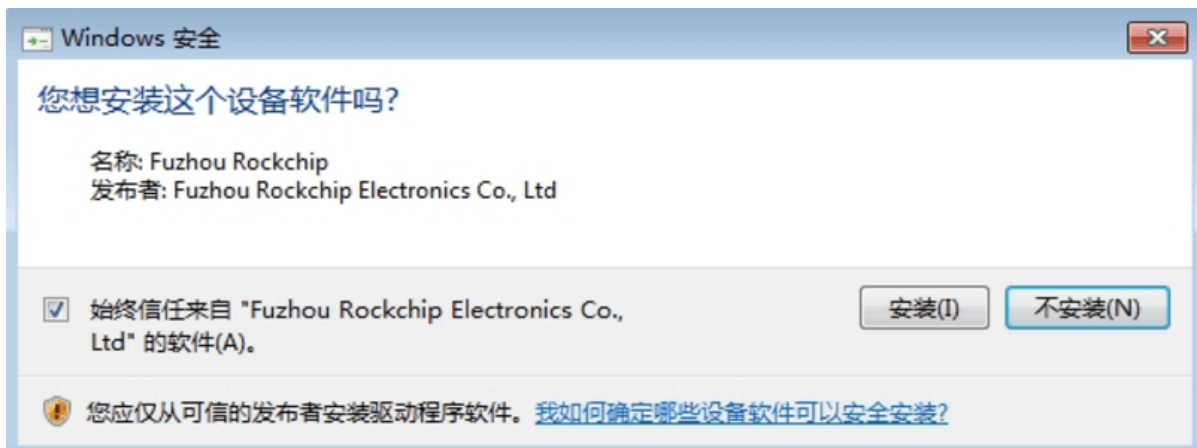 Windows 安全
您想安装这个设备软件吗?
名称: Fuzhou Rockchip
发布者: Fuzhou Rockchip Electronics Co., Ltd
始终信任来自 "Fuzhou Rockchip Electronics Co.,
Ltd" 的软件(A)。
安装(I)
不安装(N)
您应仅从可信的发布者安装驱动程序软件。我如何确定哪些设备软件可以安全安装?